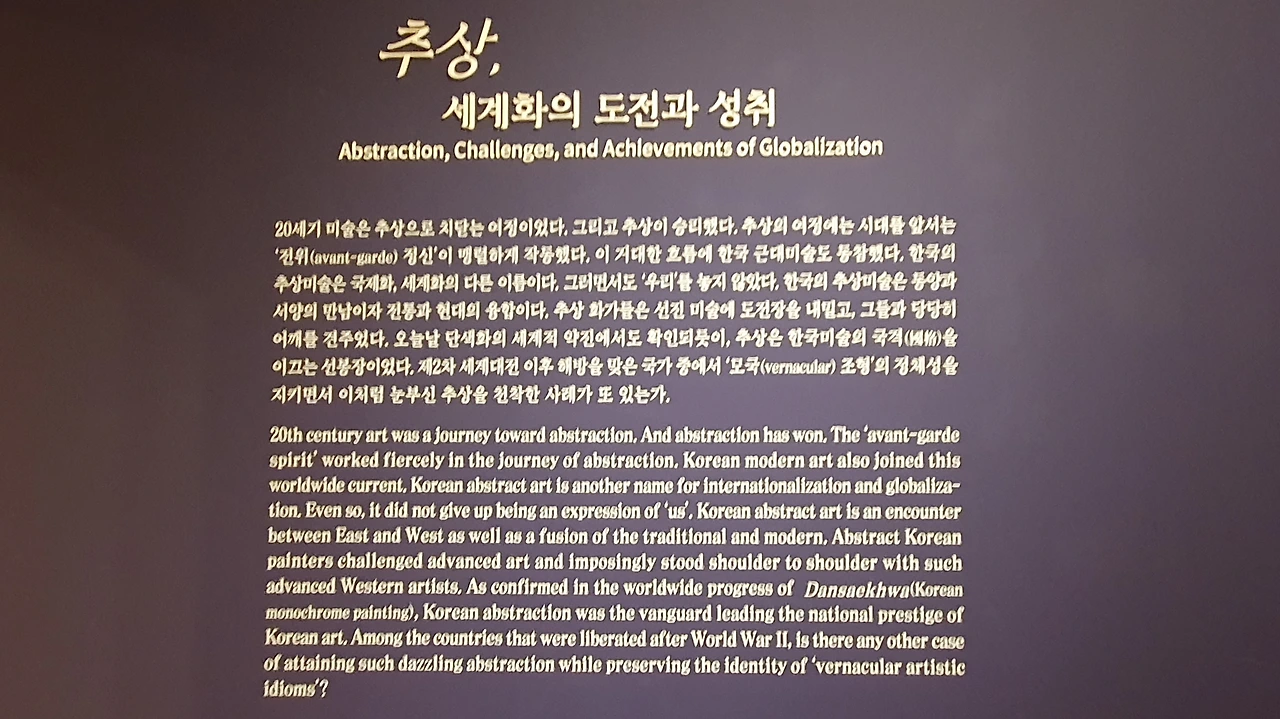 추상,
세계화의 도전과 성취
Abstraction, Challenges, and Achievements of Globalization
20세기 미술은 추상으로 치닫는 여정이었다. 그리고 추상이 승리했다. 추상의 여정에는 시대를 앞서는
'전위(avant-garde) 정신'이 맹렬하게 작동했다. 이 거대한 흐름에 한국 근대미술도 동참했다. 한국의
추상미술은 국제화, 세계화의 다른 이름이다. 그러면서도 '우리'를 놓지 않았다. 한국의 추상미술은 동양과
서양의 만남이자 전통과 현대의 융합이다. 추상 화가들은 선진 미술에 도전장을 내밀고, 그들과 당당히
어깨를 견주었다. 오늘날 단색화의 세계적 약진에서도 확인되듯이, 추상은 한국미술의 국격(國格)을
이끄는 선봉장이었다. 제2차 세계대전 이후 해방을 맞은 국가 중에서 '모국(vernacular) 조형'의 정체성을
지키면서 이처럼 눈부신 추상을 천착한 사례가 또 있는가.
20th century art was a journey toward abstraction. And abstraction has won. The 'avant-garde
spirit' worked fiercely in the journey of abstraction. Korean modern art also joined this
worldwide current. Korean abstract art is another name for internationalization and globaliza-
tion. Even so, it did not give up being an expression of 'us'. Korean abstract art is an encounter
between East and West as well as a fusion of the traditional and modern. Abstract Korean
painters challenged advanced art and imposingly stood shoulder to shoulder with such
advanced Western artists. As confirmed in the worldwide progress of Dansaekhwa(Korean
monochrome painting), Korean abstraction was the vanguard leading the national prestige of
Korean art. Among the countries that were liberated after World War II, is there any other case
of attaining such dazzling abstraction while preserving the identity of 'vernacular artistic
idioms'?